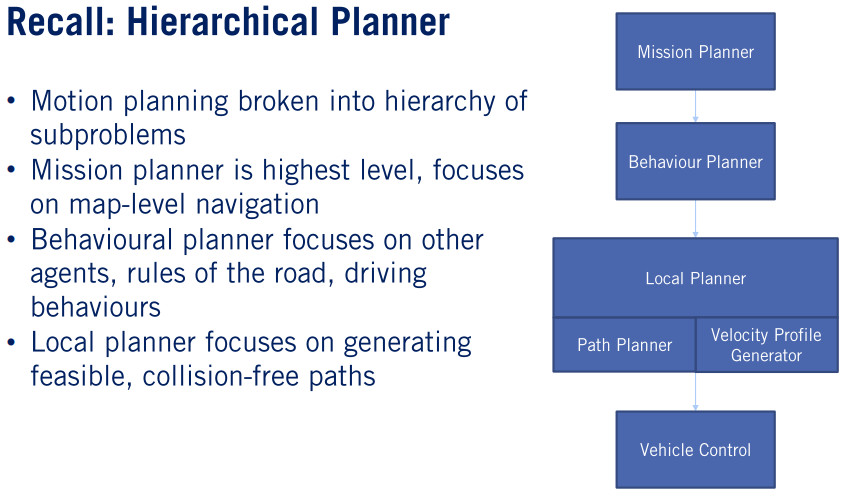 Recall: Hierarchical Planner
• Motion planning broken into hierarchy of
subproblems
• Mission planner is highest level, focuses
on map-level navigation
• Behavioural planner focuses on other
agents, rules of the road, driving
behaviours
• Local planner focuses on generating
feasible, collision-free paths
Mission Planner
Behaviour Planner
Local Planner
Path Planner
Velocity Profile
Generator
Vehicle Control